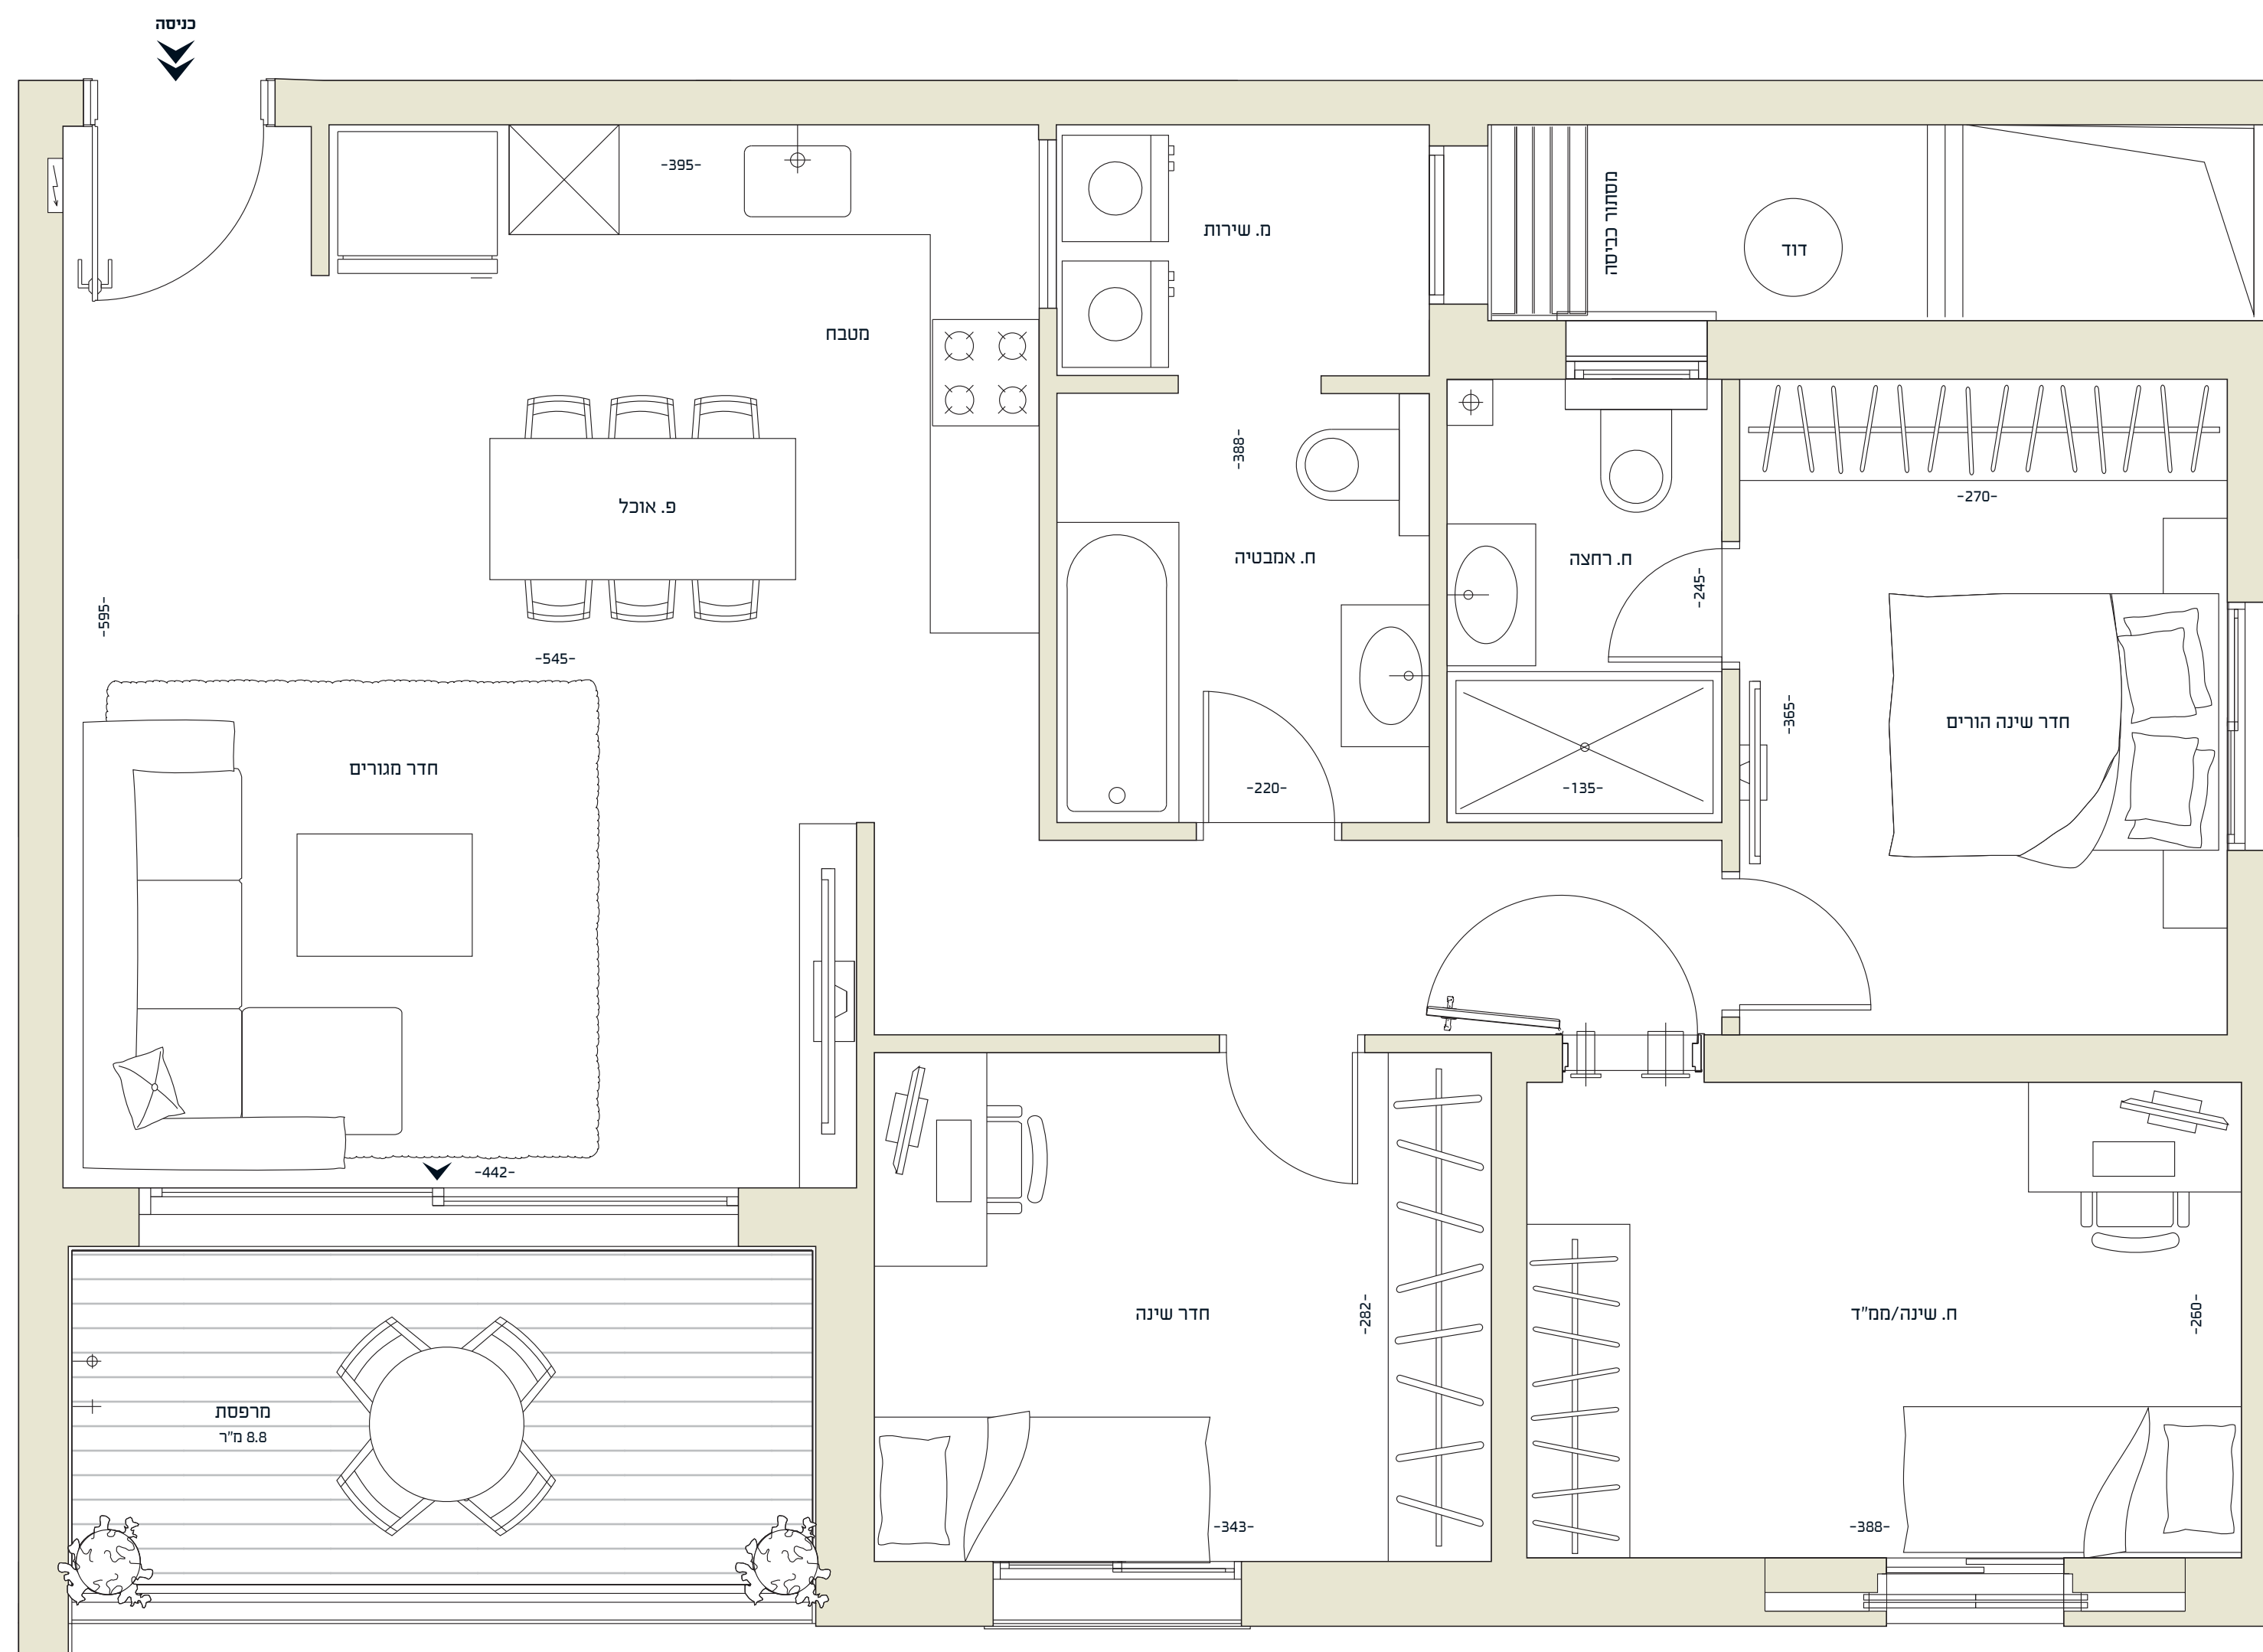 כניסה
-395-
מ. שירות
מסתור כביסה
דוד
מטבח
-388-
-270-
פ. אוכל
ח. אמבטיה
ח. רחצה
-245-
-595-
-545-
-365-
חדר שינה הורים
חדר מגורים
-220-
-135-
-442-
חדר שינה
-282-
ח. שינה/ממ"ד
-260-
מרפסת
8.8 מ"ר
-343-
-388-